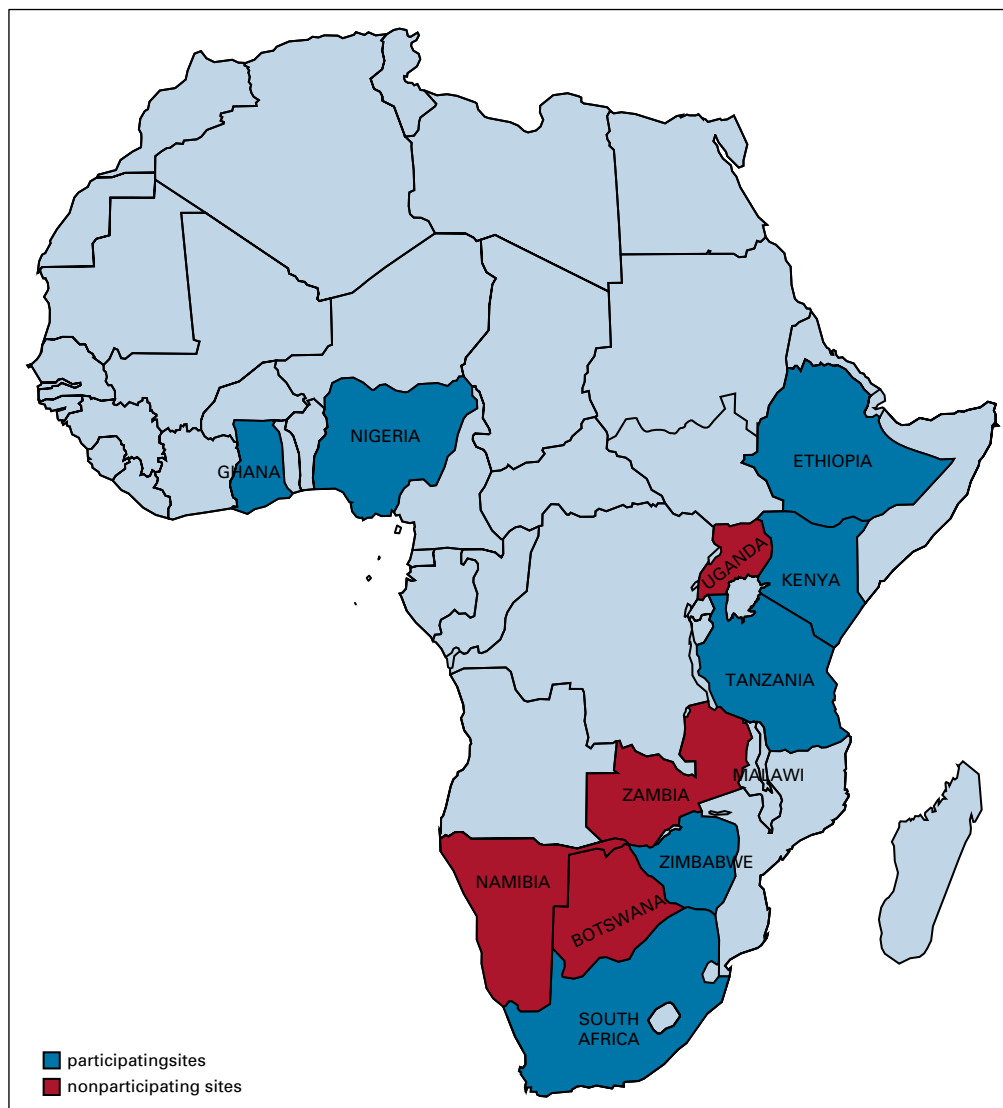 NIGERIA
GHANA
ETHIOPIA
UGANDA
KENYA
TANZANIA
MALAWI
ZAMBIA
ZIMBABWE
NAMIBIA
BOTSWANA
SOUTH
AFRICA
participatingsites
nonparticipating sites